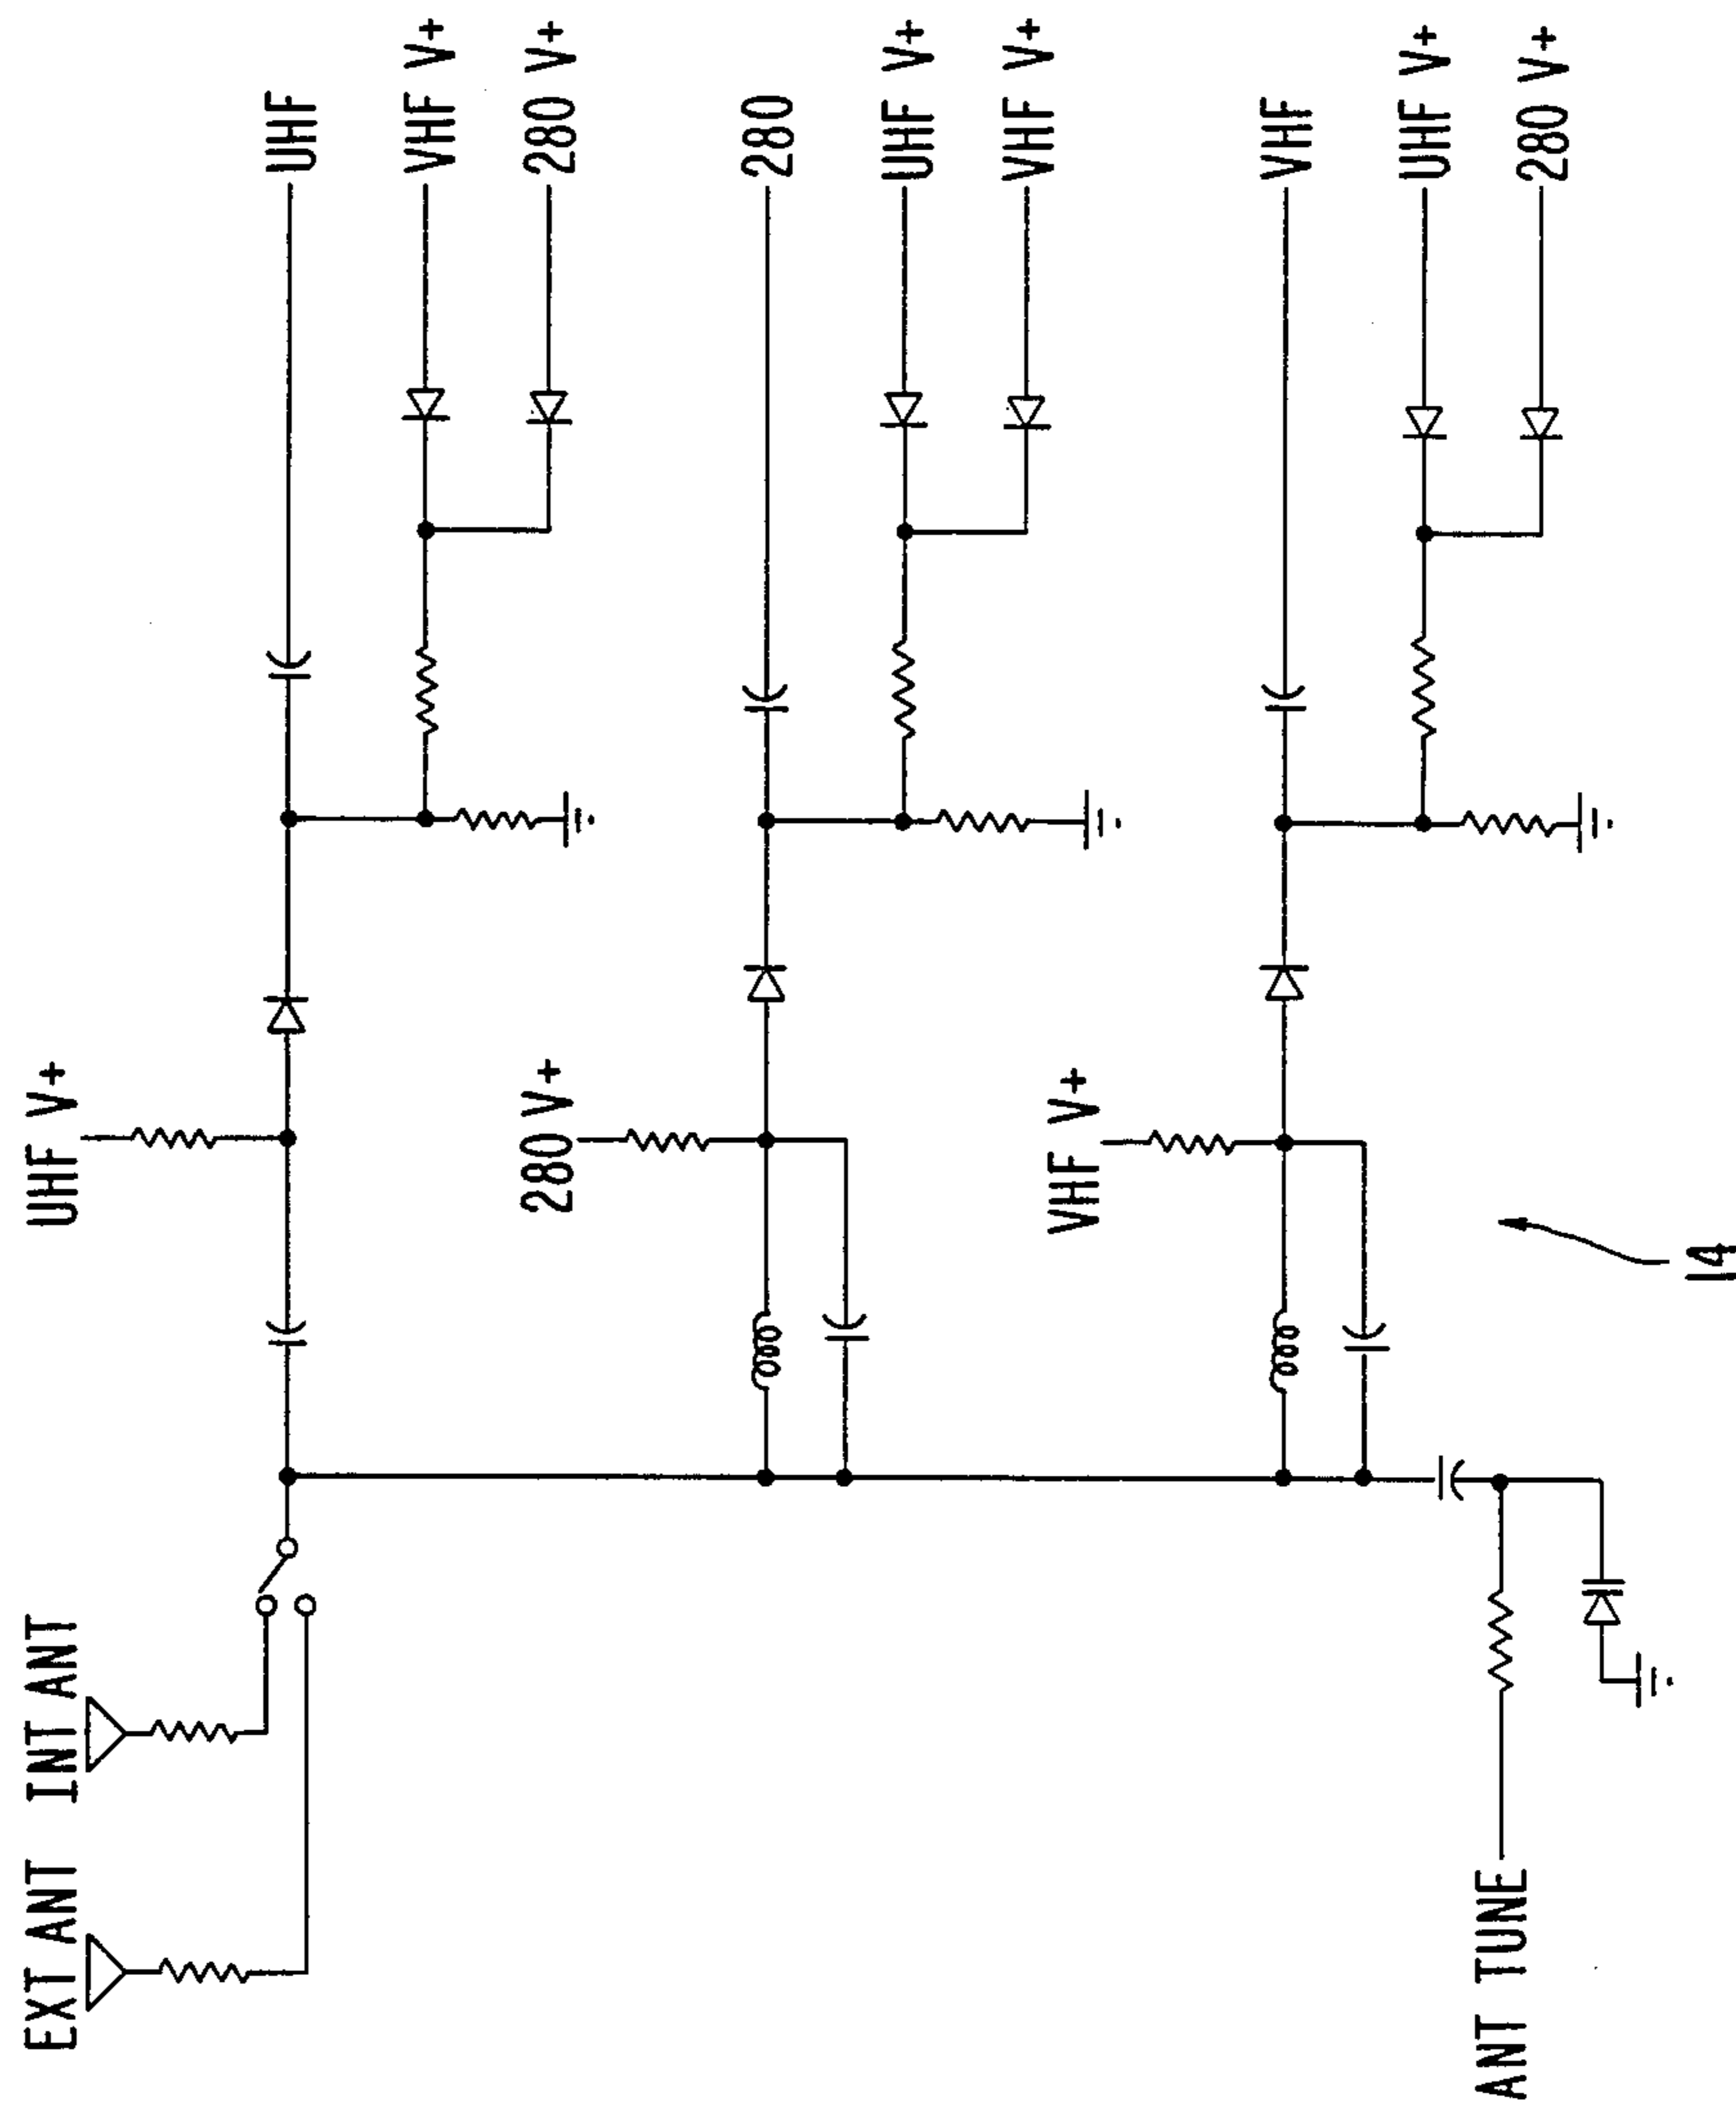 EXT ANT
INT ANT
UHF V+
UHF
VHF V+
280 V+
280 V+
280
UHF V+
VHF V+
VHF V+
VHF
UHF V+
280 V+
ANT TUNE
14